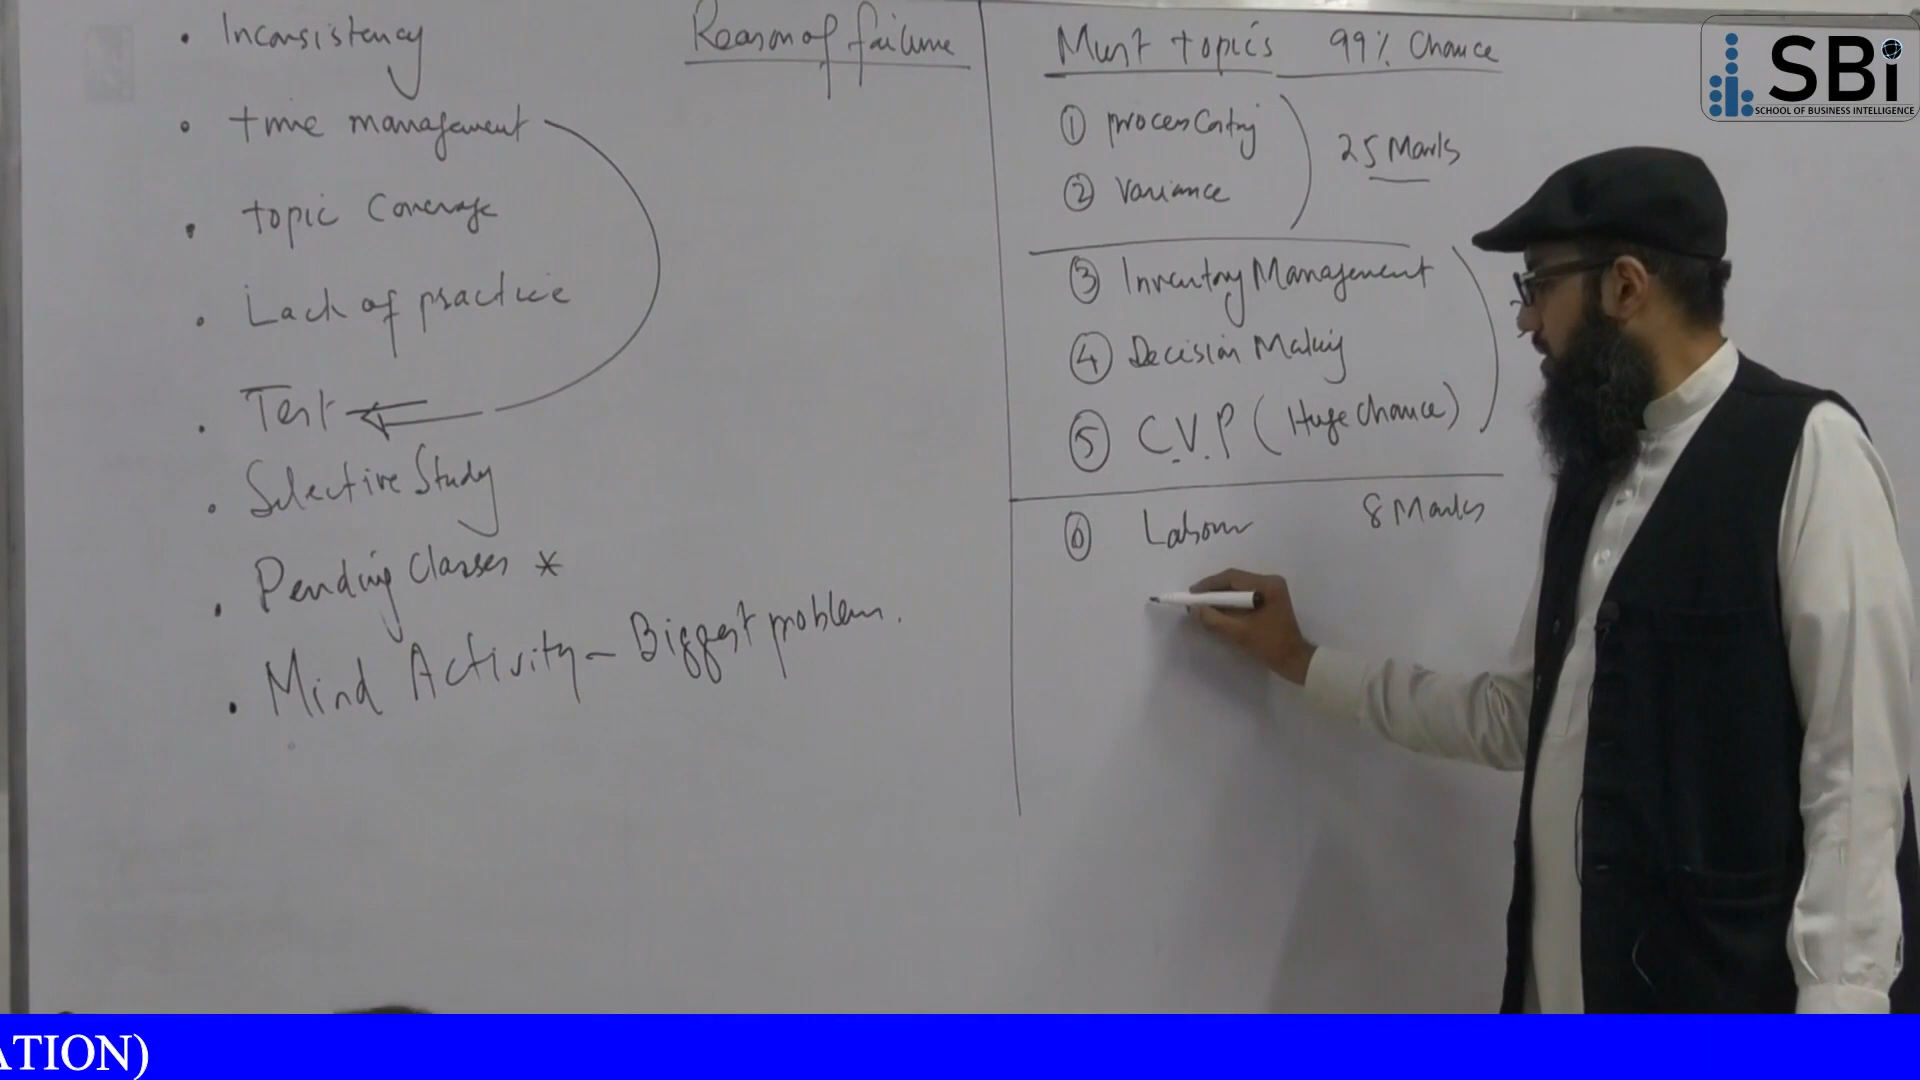 Reason of failure
• Inconsistency
• time management
• topic Coverage
• Lack of practice
• Test
• Selective Study
• Pending Classes *
• Mind Activity - Biggest problem.
Must topics 99% Chance
① process Costing
② Variance
25 Marks
③ Inventory Management
④ Decision Making
⑤ C.V.P (Huge Chance)
⑥ Labour 8 Marks
SBi
SCHOOL OF BUSINESS INTELLIGENCE
ATION)